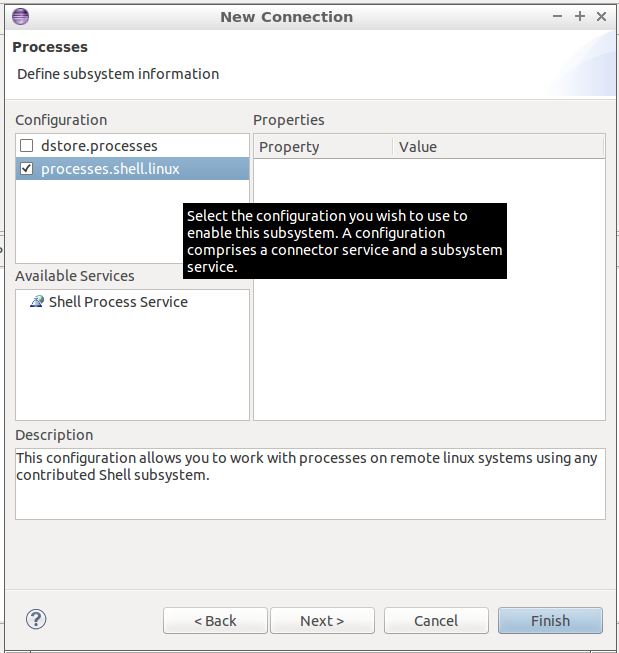 New Connection
Processes
Define subsystem information
Configuration
dstore.processes
processes.shell.linux
Properties
Property Value
Select the configuration you wish to use to
enable this subsystem. A configuration
comprises a connector service and a subsystem
service.
Available Services
Shell Process Service
Description
This configuration allows you to work with processes on remote linux systems using any
contributed Shell subsystem.
?
< Back
Next >
Cancel
Finish